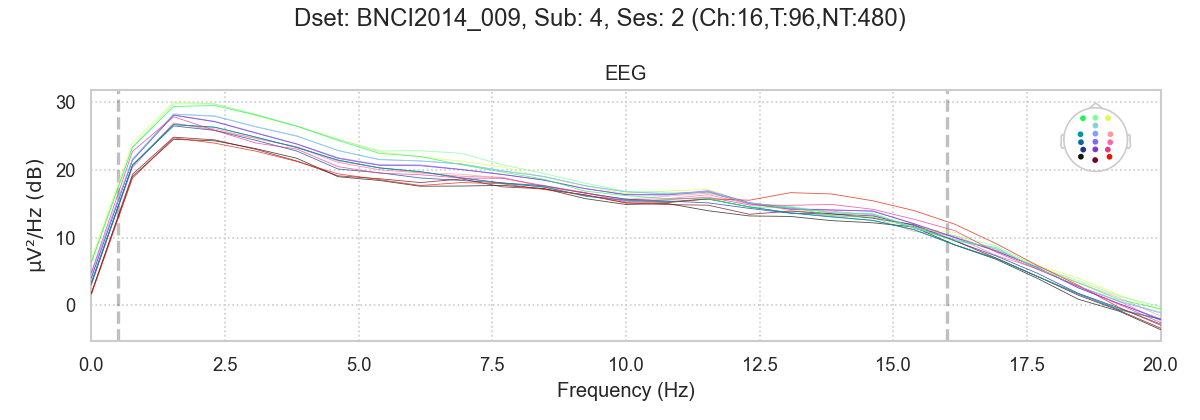 Dset: BNCI2014_009, Sub: 4, Ses: 2 (Ch:16,T:96,NT:480)
EEG
30
20
10
0
µV²/Hz (dB)
0.0 2.5 5.0 7.5 10.0 12.5 15.0 17.5 20.0
Frequency (Hz)